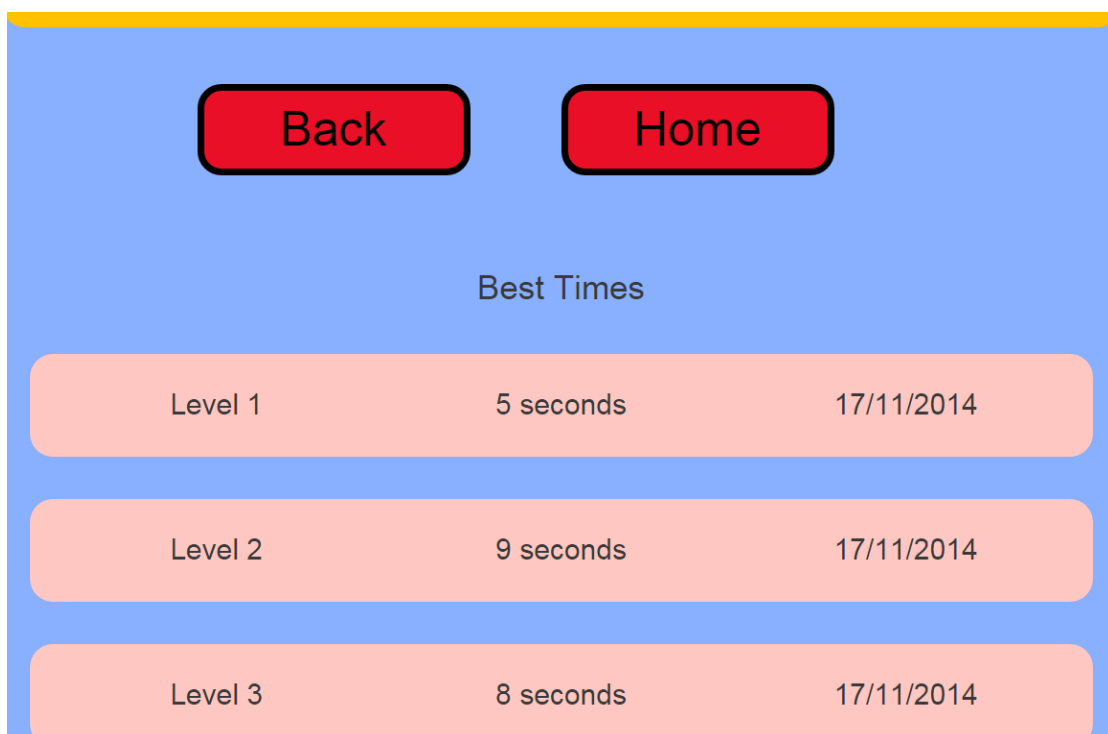 Back Home
Best Times
Level 1 5 seconds 17/11/2014
Level 2 9 seconds 17/11/2014
Level 3 8 seconds 17/11/2014